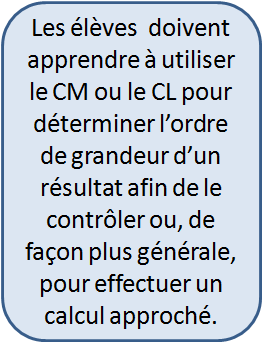 Les élèves doivent
apprendre à utiliser
le CM ou le CL pour
déterminer l'ordre
de grandeur d'un
résultat afin de le
contrôler ou, de
façon plus générale,
pour effectuer un
calcul approché.